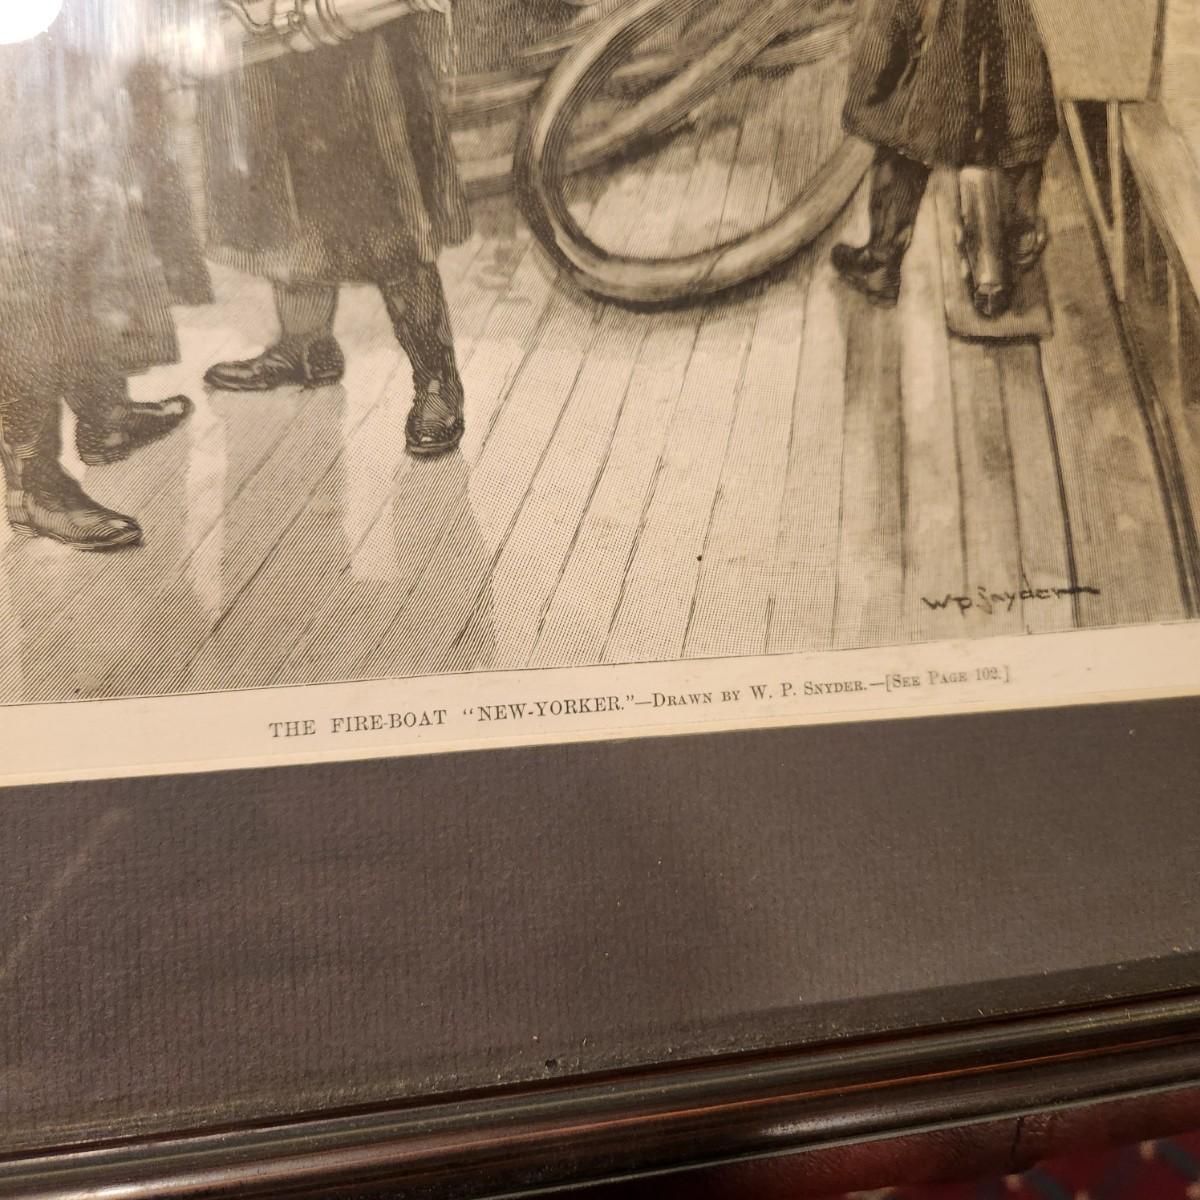 W.P. Snyder
THE FIRE-BOAT "NEW-YORKER."—DRAWN BY W. P. SNYDER.—[SEE PAGE 102.]